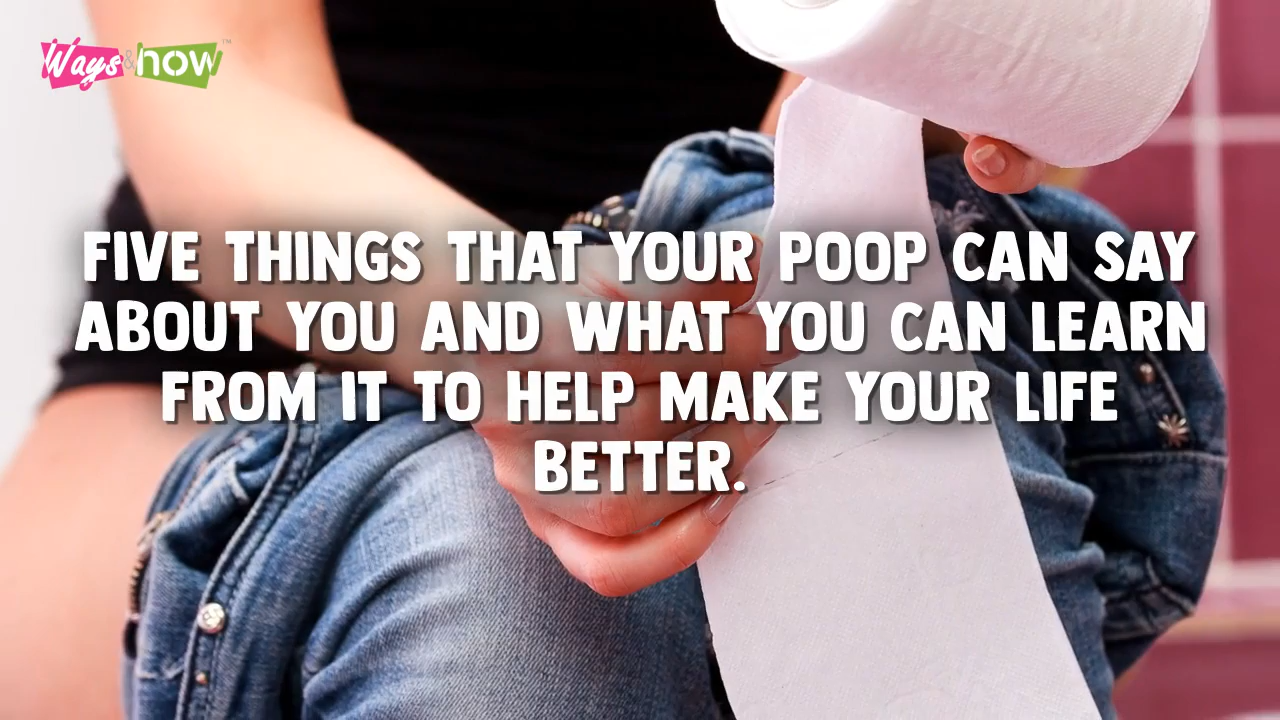 Ways & how ™
FIVE THINGS THAT YOUR POOP CAN SAY
ABOUT YOU AND WHAT YOU CAN LEARN
FROM IT TO HELP MAKE YOUR LIFE
BETTER.